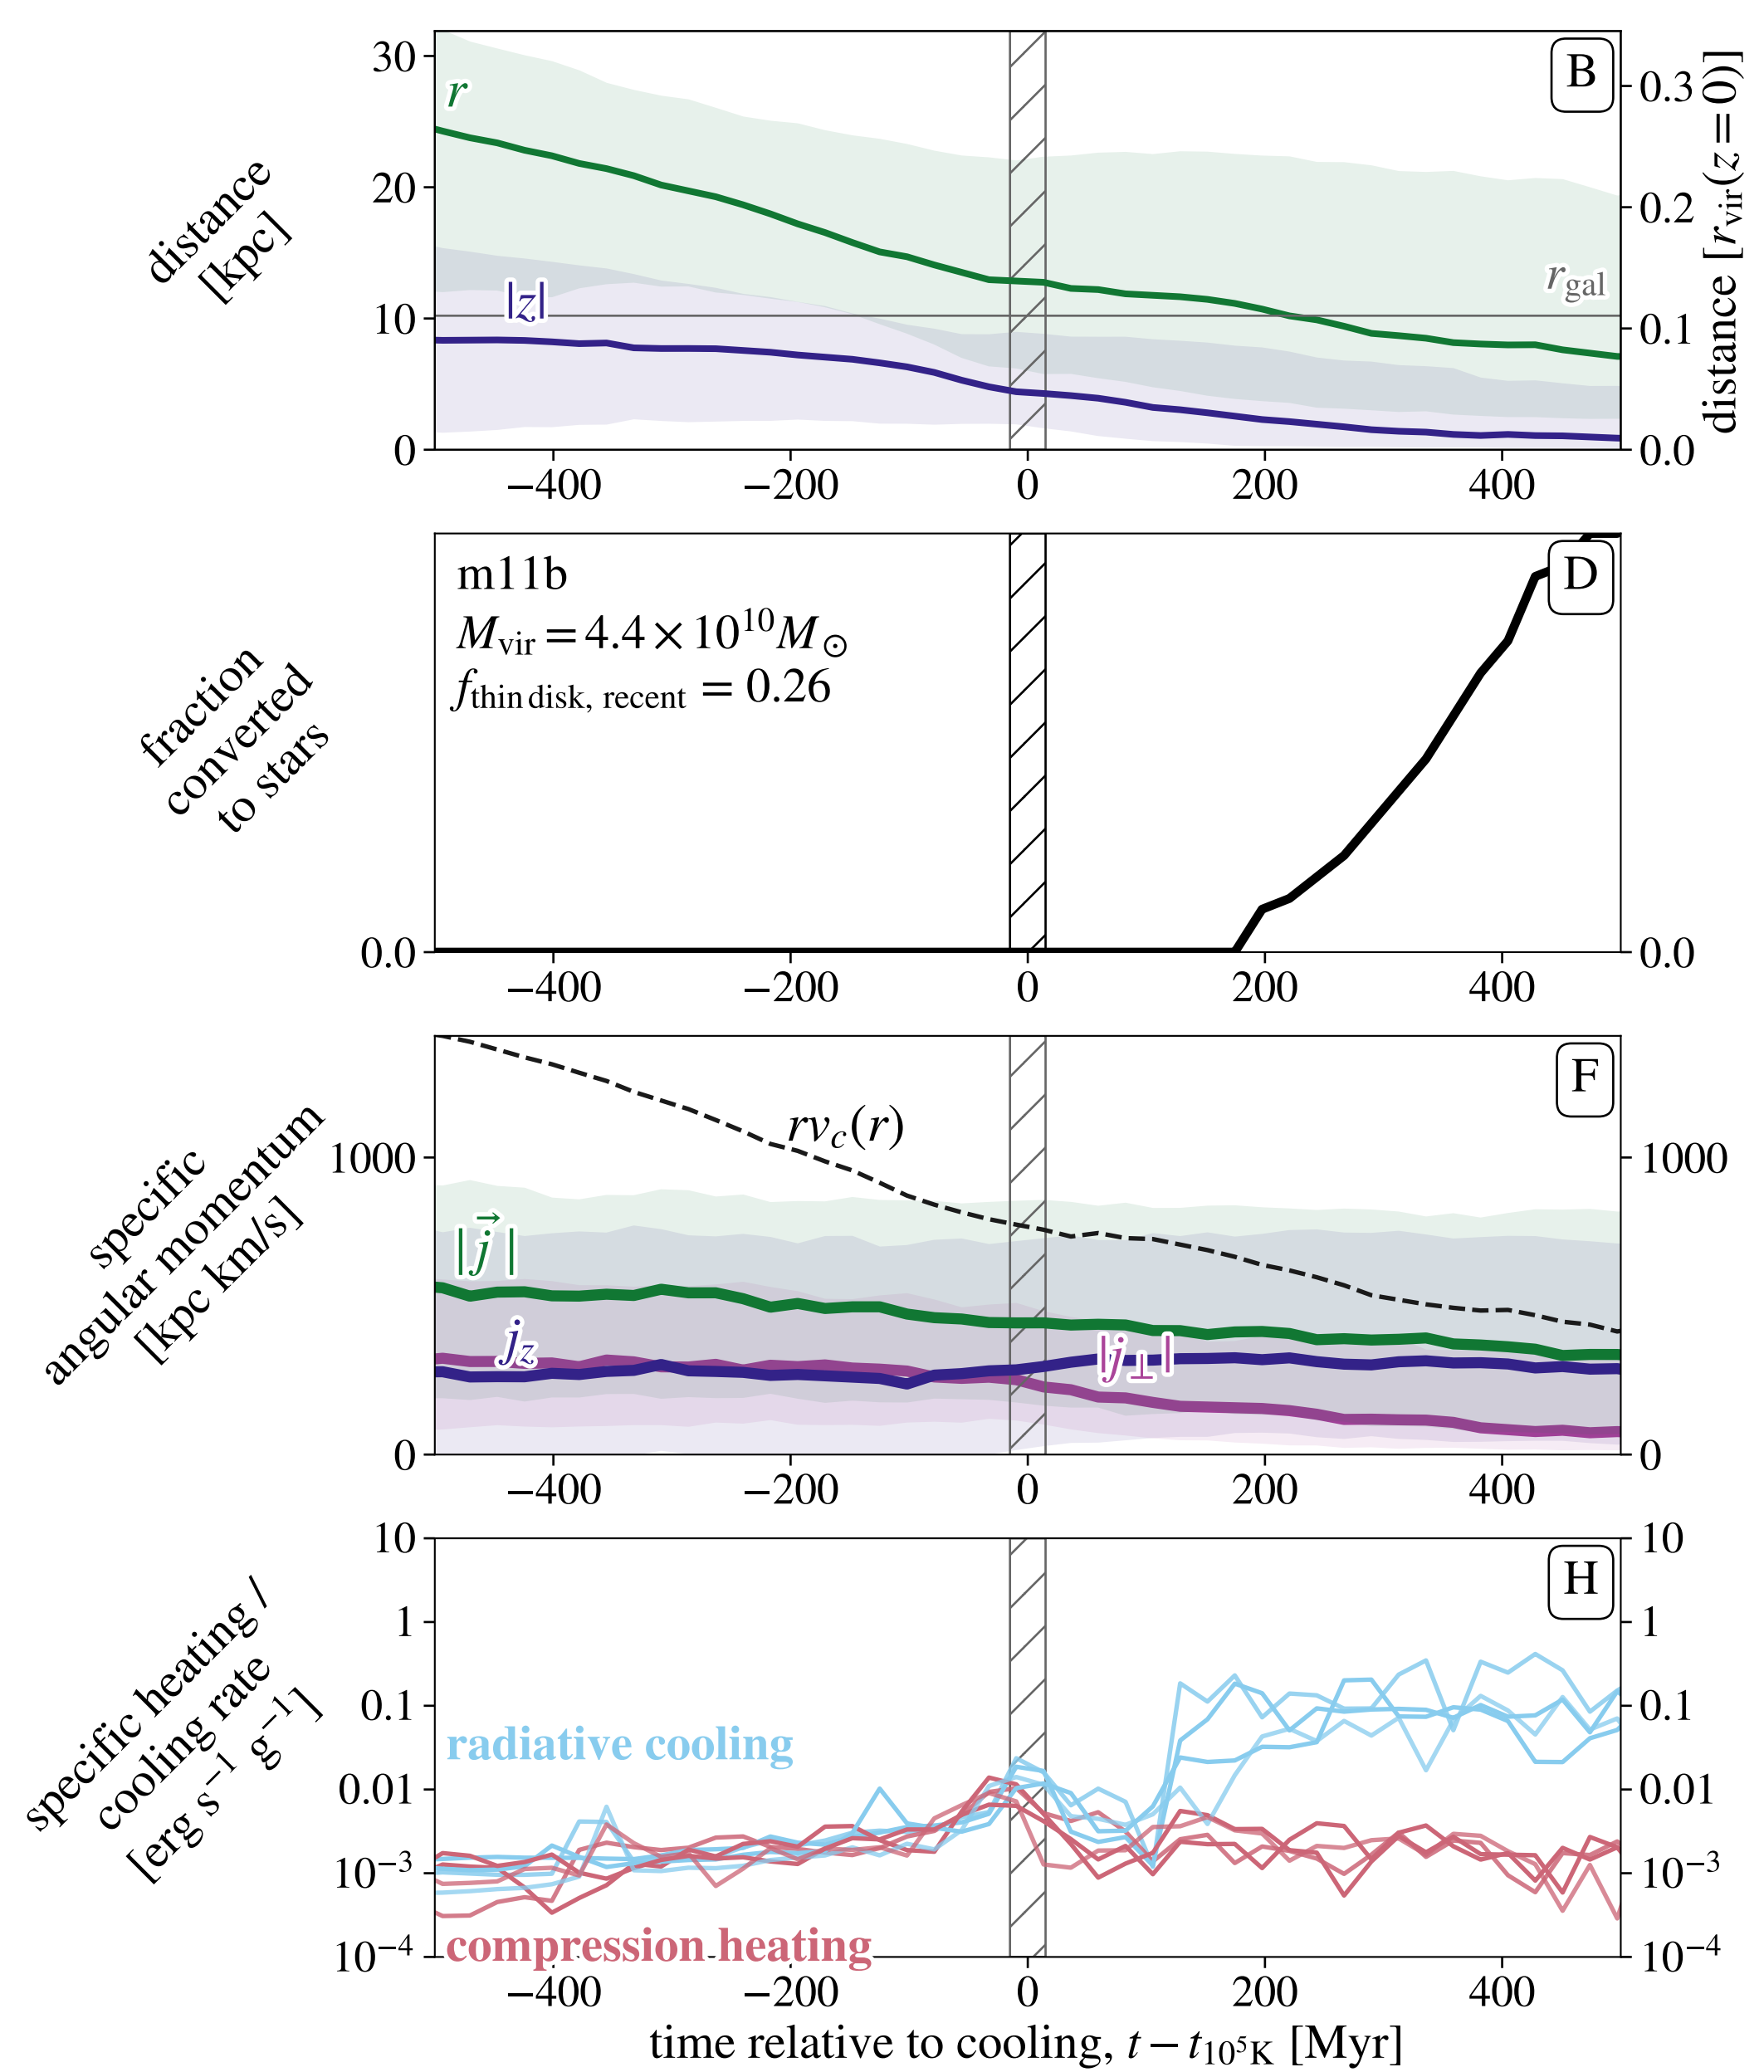 B
distance
[kpc]
30
20
10
0
r
|z|
r_gal
0.3
0.2
0.1
0.0
distance [r_vir(z=0)]
−400 −200 0 200 400
D
m11b
M_vir = 4.4 × 10^10 M_⊙
f_thin disk, recent = 0.26
fraction
converted
to stars
0.0 0.0
−400 −200 0 200 400
F
specific
angular momentum
[kpc km/s]
1000 1000
0 0
rv_c(r)
|j⃗|
j_z
|j_⊥|
−400 −200 0 200 400
H
specific heating /
cooling rate
[erg s^−1 g^−1]
10 10
1 1
0.1 0.1
0.01 0.01
10^−3 10^−3
10^−4 10^−4
radiative cooling
compression heating
−400 −200 0 200 400
time relative to cooling, t − t_10^5K [Myr]